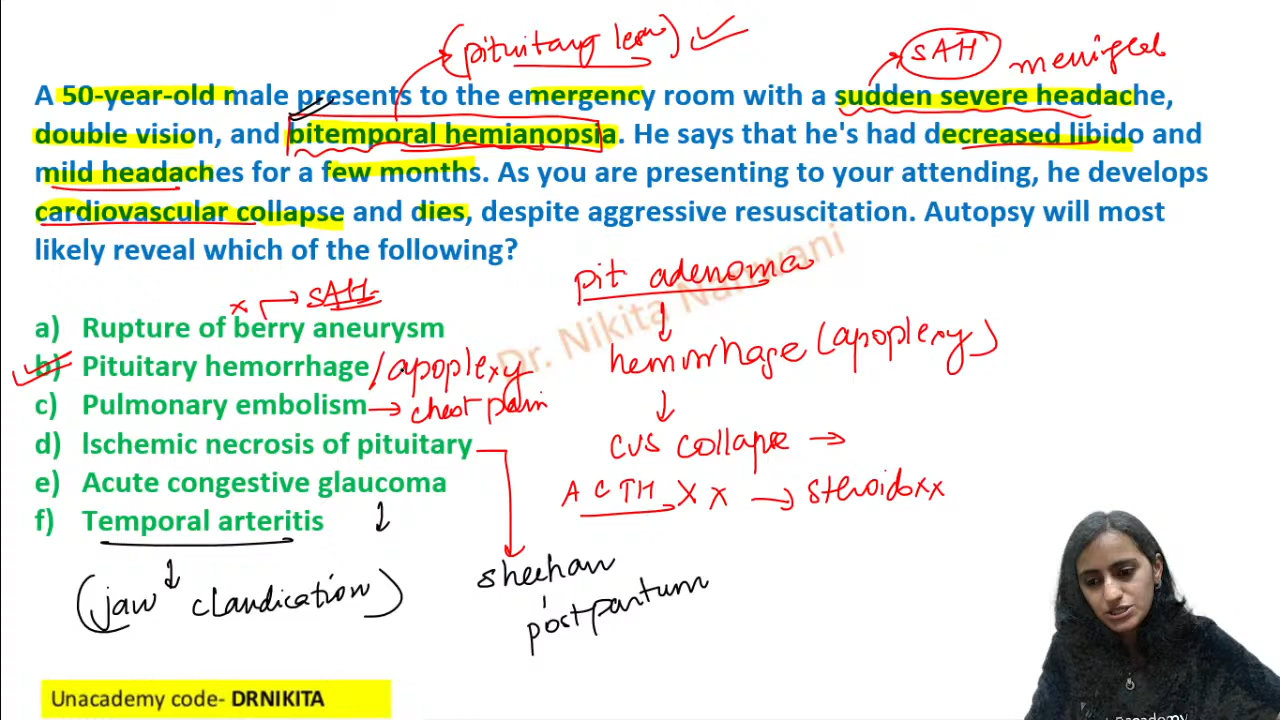 (pituitary lesn) ✓
SAH meningeal
A 50-year-old male presents to the emergency room with a sudden severe headache,
double vision, and bitemporal hemianopsia. He says that he's had decreased libido and
mild headaches for a few months. As you are presenting to your attending, he develops
cardiovascular collapse and dies, despite aggressive resuscitation. Autopsy will most
likely reveal which of the following?
Dr. Nikita Nanwani
pit adenoma
x → SAH
a) Rupture of berry aneurysm
hemorrhage (apoplexy)
b) Pituitary hemorrhage /apoplexy
c) Pulmonary embolism → chest pain
d) Ischemic necrosis of pituitary
CVS collapse →
e) Acute congestive glaucoma
ACTH X x → steroids xx
f) Temporal arteritis
(jaw claudication)
sheehan
postpartum
Unacademy code- DRNIKITA